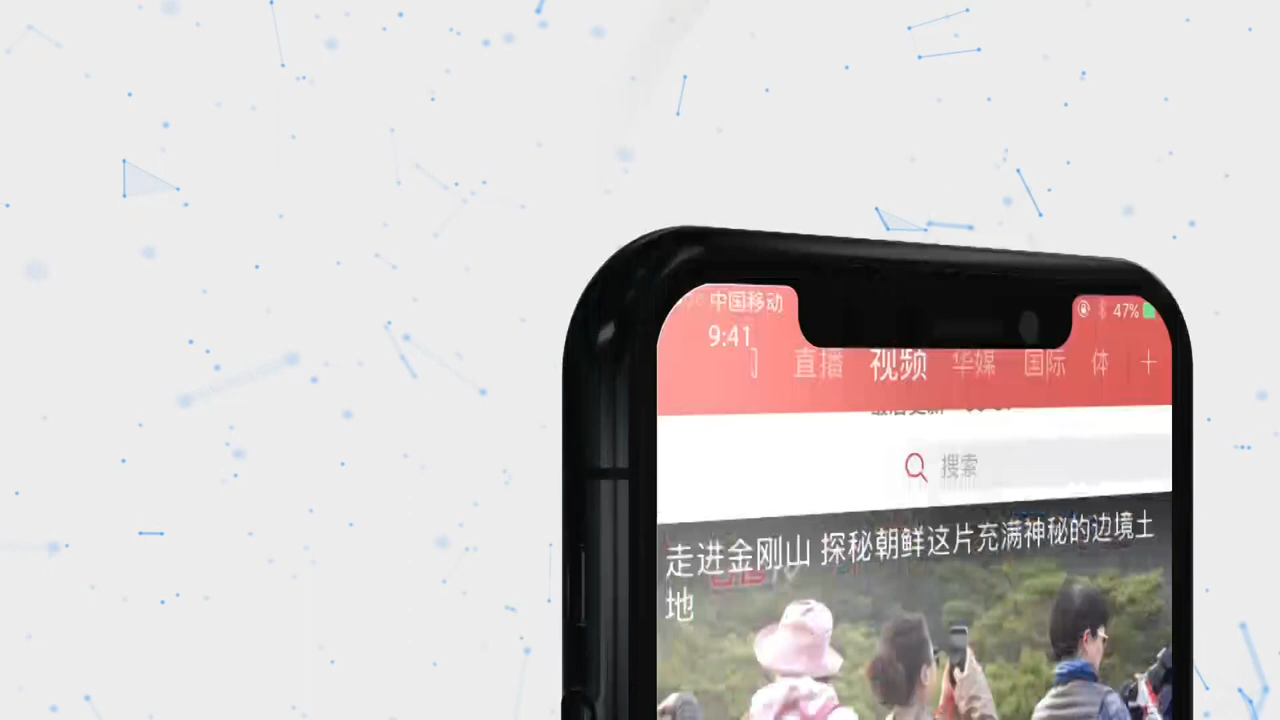 中国移动
47%
9:41
直播 视频 华媒 国际 体 +
搜索
走进金刚山 探秘朝鲜这片充满神秘的边境土
地